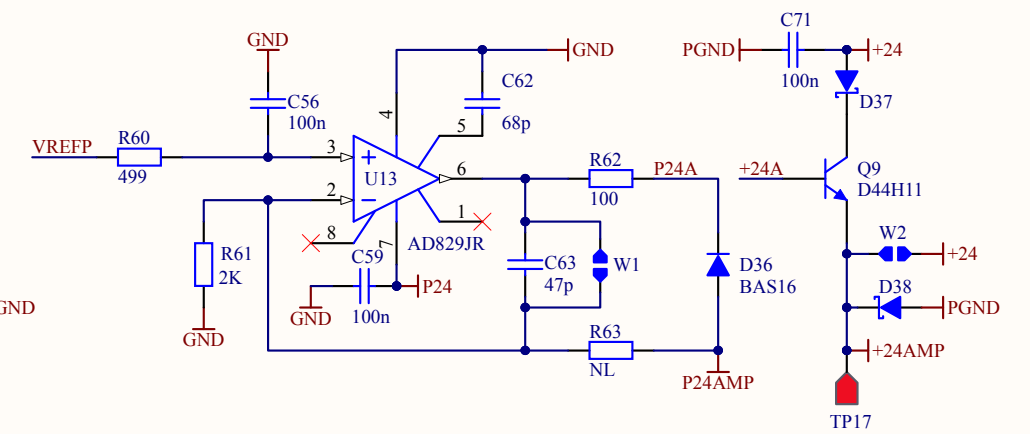 GND
C56
100n
VREFP
R60
499
3
2
4
5
6
1
8
7
U13
AD829JR
C62
68p
GND
R61
2K
GND
GND
C59
100n
GND
P24
R62
100
P24A
C63
47p
W1
D36
BAS16
R63
NL
P24AMP
C71
100n
PGND
+24
D37
+24A
Q9
D44H11
W2
+24
D38
PGND
+24AMP
TP17